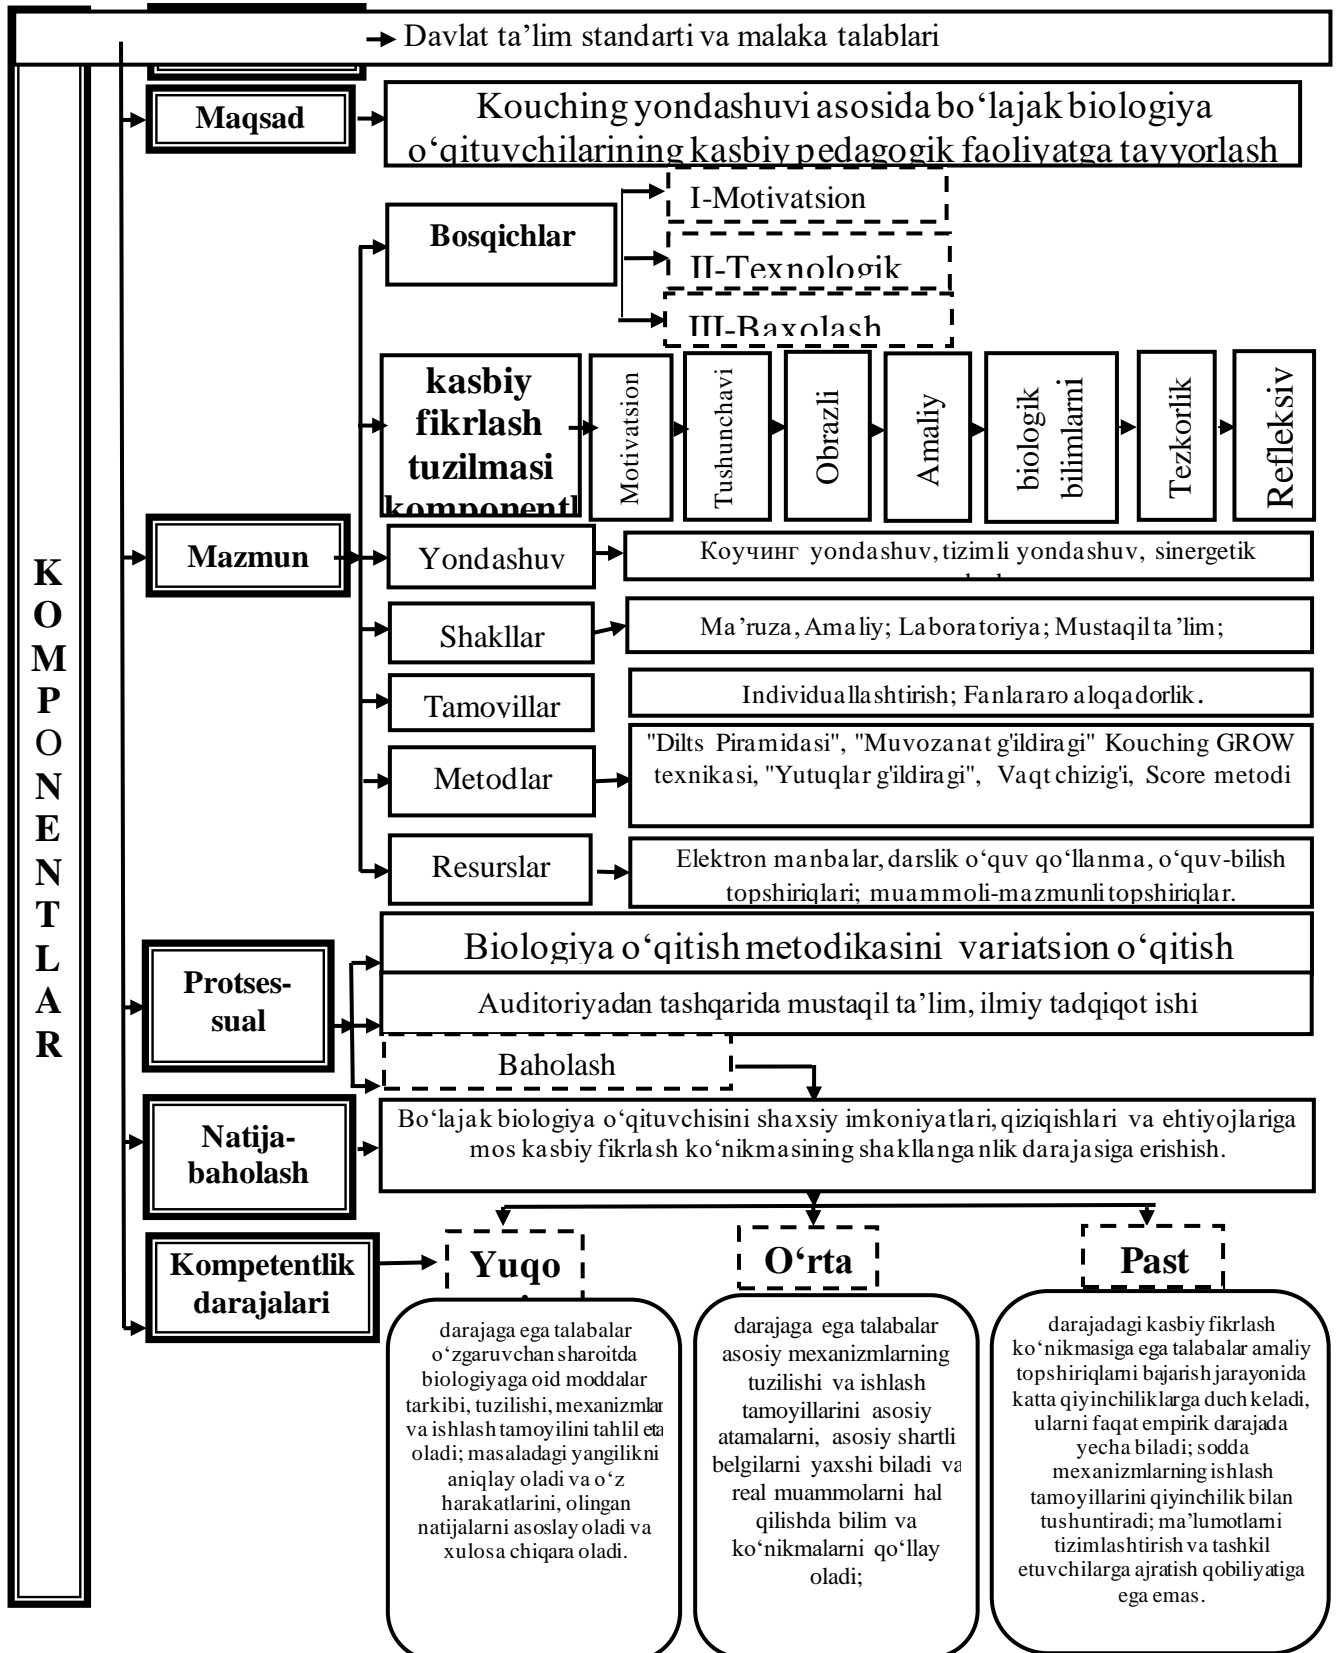 Davlat ta’lim standarti va malaka talablari
KOMPONENTLAR
Maqsad
Kouching yondashuvi asosida bo‘lajak biologiya
o‘qituvchilarining kasbiy pedagogik faoliyatga tayyorlash
Bosqichlar
I-Motivatsion
II-Texnologik
III-Baxolash
kasbiy
fikrlash
tuzilmasi
komponentl
Motivatsion
Tushunchavi
Obrazli
Amaliy
biologik
bilimlarni
Tezkorlik
Refleksiv
Mazmun
Yondashuv
Коучинг yondashuv, tizimli yondashuv, sinergetik
Shakllar
Ma’ruza, Amaliy; Laboratoriya; Mustaqil ta’lim;
Tamovillar
Individuallashtirish; Fanlararo aloqadorlik.
Metodlar
"Dilts Piramidasi", "Muvozanat g'ildiragi" Kouching GROW
texnikasi, "Yutuqlar g'ildiragi", Vaqt chizig'i, Score metodi
Resurslar
Elektron manbalar, darslik o‘quv qo‘llanma, o‘quv-bilish
topshiriqlari; muammoli-mazmunli topshiriqlar.
Protses-
sual
Biologiya o‘qitish metodikasini variatsion o‘qitish
Auditoriyadan tashqarida mustaqil ta’lim, ilmiy tadqiqot ishi
Baholash
Natija-
baholash
Bo‘lajak biologiya o‘qituvchisini shaxsiy imkoniyatlari, qiziqishlari va ehtiyojlariga
mos kasbiy fikrlash ko‘nikmasining shakllanganlik darajasiga erishish.
Kompetentlik
darajalari
Yuqo
O‘rta
Past
darajaga ega talabalar
o‘zgaruvchan sharoitda
biologiyaga oid moddalar
tarkibi, tuzilishi, mexanizmlar
va ishlash tamoyilini tahlil eta
oladi; masaladagi yangilikni
aniqlay oladi va o‘z
harakatlarini, olingan
natijalarni asoslay oladi va
xulosa chiqara oladi.
darajaga ega talabalar
asosiy mexanizmlarning
tuzilishi va ishlash
tamoyillarini asosiy
atamalarni, asosiy shartli
belgilarni yaxshi biladi va
real muammolarni hal
qilishda bilim va
ko‘nikmalarni qo‘llay
oladi;
darajadagi kasbiy fikrlash
ko‘nikmasiga ega talabalar amaliy
topshiriqlarni bajarish jarayonida
katta qiyinchiliklarga duch keladi,
ularni faqat empirik darajada
yecha biladi; sodda
mexanizmlarning ishlash
tamoyillarini qiyinchilik bilan
tushuntiradi; ma’lumotlarni
tizimlashtirish va tashkil
etuvchilarga ajratish qobiliyatiga
ega emas.